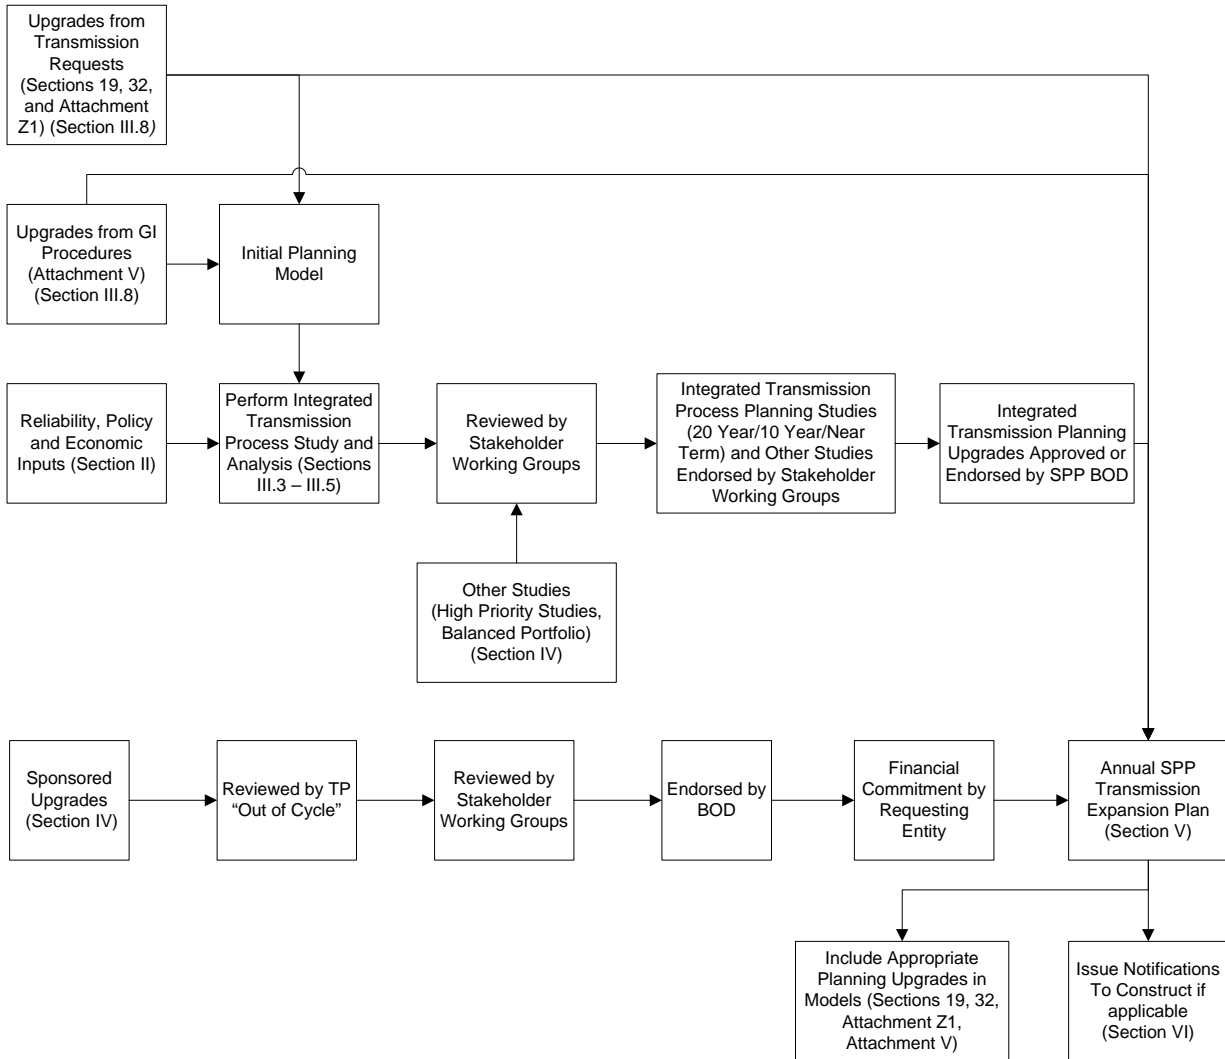 Upgrades from
Transmission
Requests
(Sections 19, 32,
and Attachment
Z1) (Section III.8)
Upgrades from GI
Procedures
(Attachment V)
(Section III.8)
Initial Planning
Model
Reliability, Policy
and Economic
Inputs (Section II)
Perform Integrated
Transmission
Process Study and
Analysis (Sections
III.3 – III.5)
Reviewed by
Stakeholder
Working Groups
Integrated Transmission
Process Planning Studies
(20 Year/10 Year/Near
Term) and Other Studies
Endorsed by Stakeholder
Working Groups
Integrated
Transmission Planning
Upgrades Approved or
Endorsed by SPP BOD
Other Studies
(High Priority Studies,
Balanced Portfolio)
(Section IV)
Sponsored
Upgrades
(Section IV)
Reviewed by TP
“Out of Cycle”
Reviewed by
Stakeholder
Working Groups
Endorsed by
BOD
Financial
Commitment by
Requesting
Entity
Annual SPP
Transmission
Expansion Plan
(Section V)
Include Appropriate
Planning Upgrades in
Models (Sections 19, 32,
Attachment Z1,
Attachment V)
Issue Notifications
To Construct if
applicable
(Section VI)